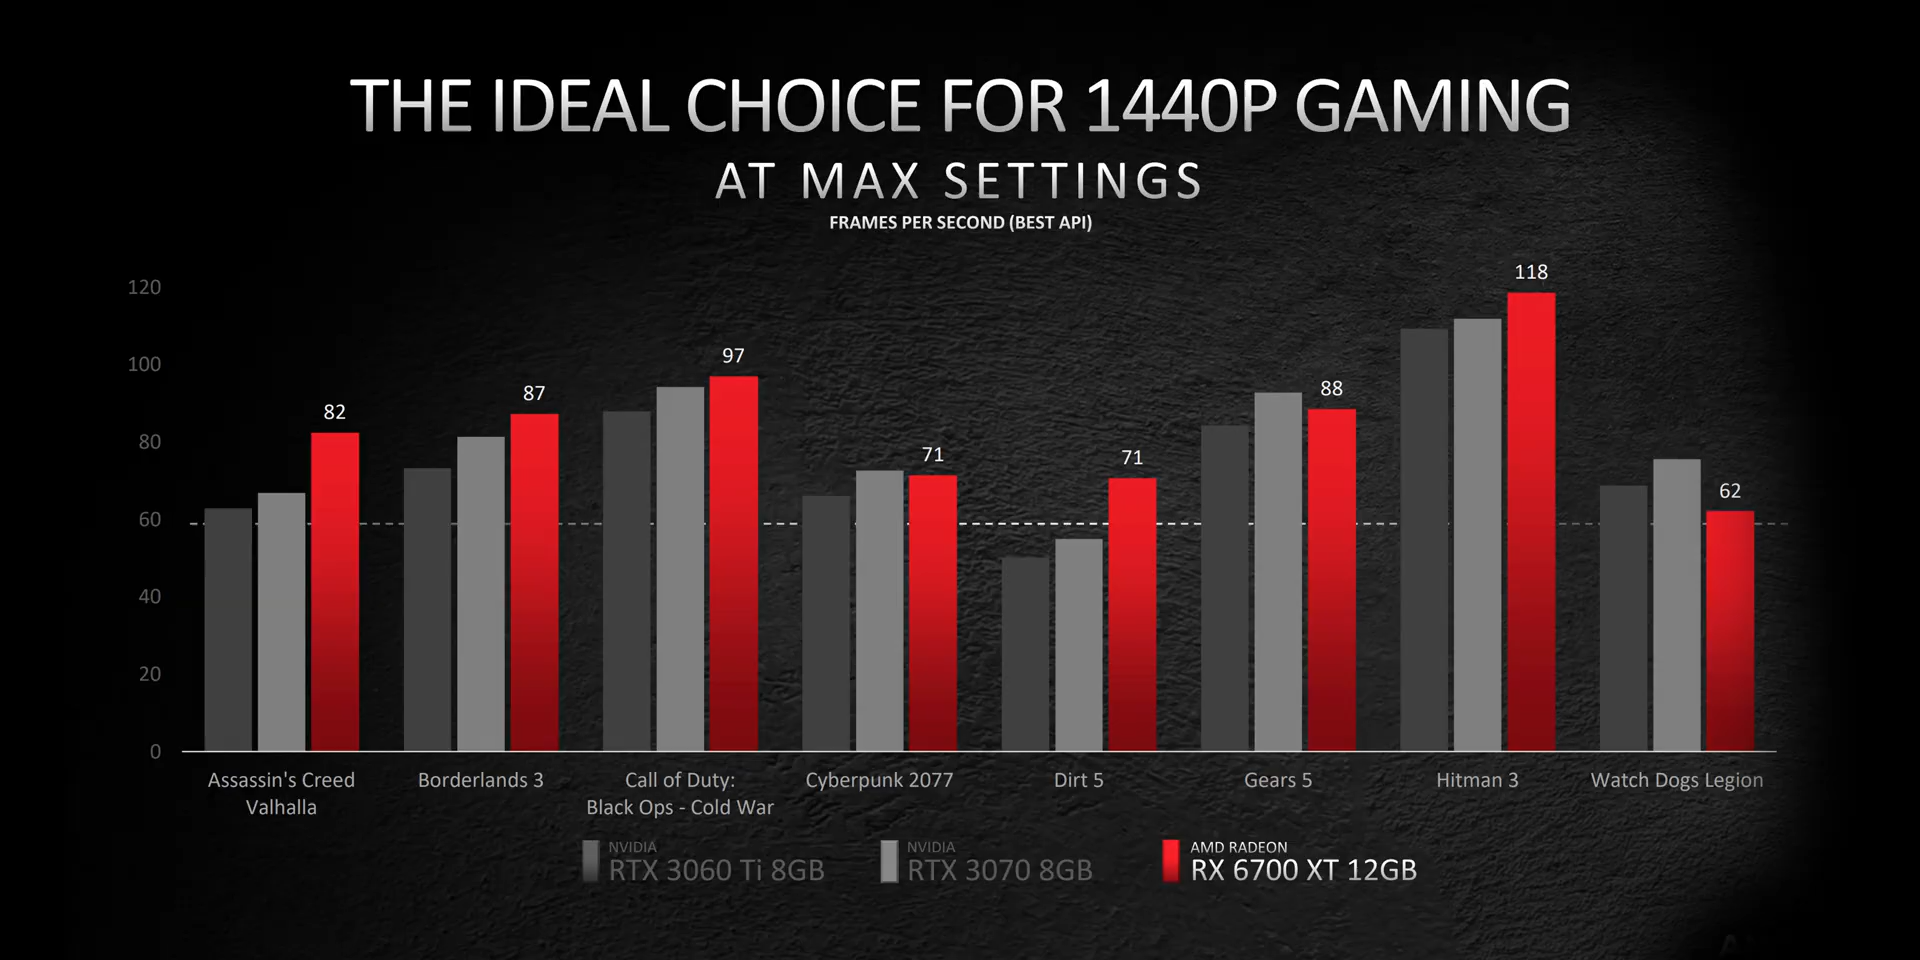 THE IDEAL CHOICE FOR 1440P GAMING
AT MAX SETTINGS
FRAMES PER SECOND (BEST API)
120
100
80
60
40
20
0
82
87
97
71
71
88
118
62
Assassin's Creed
Valhalla
Borderlands 3
Call of Duty:
Black Ops - Cold War
Cyberpunk 2077
Dirt 5
Gears 5
Hitman 3
Watch Dogs Legion
NVIDIA
RTX 3060 Ti 8GB
NVIDIA
RTX 3070 8GB
AMD RADEON
RX 6700 XT 12GB